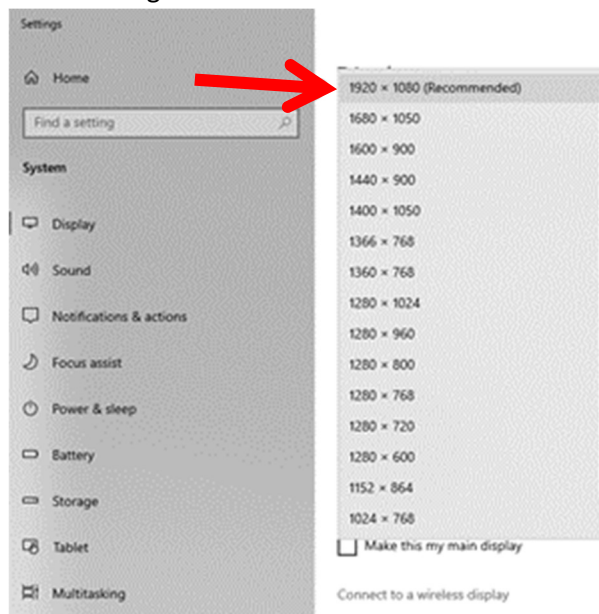 Settings
Home
Find a setting
System
Display
Sound
Notifications & actions
Focus assist
Power & sleep
Battery
Storage
Tablet
Multitasking
1920 × 1080 (Recommended)
1680 × 1050
1600 × 900
1440 × 900
1400 × 1050
1366 × 768
1360 × 768
1280 × 1024
1280 × 960
1280 × 800
1280 × 768
1280 × 720
1280 × 600
1152 × 864
1024 × 768
Make this my main display
Connect to a wireless display